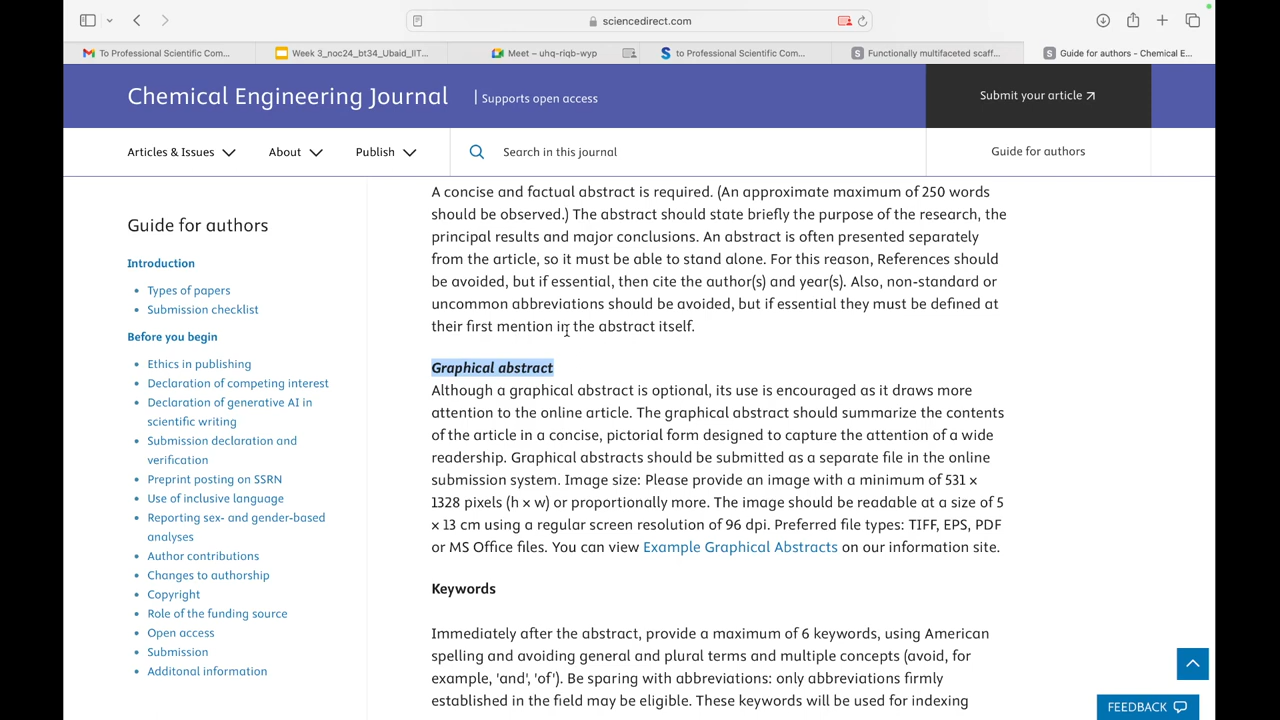 sciencedirect.com
To Professional Scientific Com...
Week 3_noc24_bt34_Ubaid_IIT...
Meet – uhq-riqb-wyp
to Professional Scientific Com...
Functionally multifaceted scaff...
Guide for authors - Chemical E...
Chemical Engineering Journal
Supports open access
Submit your article
Articles & Issues
About
Publish
Search in this journal
Guide for authors
Guide for authors
Introduction
• Types of papers
• Submission checklist
Before you begin
• Ethics in publishing
• Declaration of competing interest
• Declaration of generative AI in
scientific writing
• Submission declaration and
verification
• Preprint posting on SSRN
• Use of inclusive language
• Reporting sex- and gender-based
analyses
• Author contributions
• Changes to authorship
• Copyright
• Role of the funding source
• Open access
• Submission
• Additonal information
A concise and factual abstract is required. (An approximate maximum of 250 words
should be observed.) The abstract should state briefly the purpose of the research, the
principal results and major conclusions. An abstract is often presented separately
from the article, so it must be able to stand alone. For this reason, References should
be avoided, but if essential, then cite the author(s) and year(s). Also, non-standard or
uncommon abbreviations should be avoided, but if essential they must be defined at
their first mention in the abstract itself.
Graphical abstract
Although a graphical abstract is optional, its use is encouraged as it draws more
attention to the online article. The graphical abstract should summarize the contents
of the article in a concise, pictorial form designed to capture the attention of a wide
readership. Graphical abstracts should be submitted as a separate file in the online
submission system. Image size: Please provide an image with a minimum of 531 ×
1328 pixels (h × w) or proportionally more. The image should be readable at a size of 5
x 13 cm using a regular screen resolution of 96 dpi. Preferred file types: TIFF, EPS, PDF
or MS Office files. You can view Example Graphical Abstracts on our information site.
Keywords
Immediately after the abstract, provide a maximum of 6 keywords, using American
spelling and avoiding general and plural terms and multiple concepts (avoid, for
example, 'and', 'of'). Be sparing with abbreviations: only abbreviations firmly
established in the field may be eligible. These keywords will be used for indexing
FEEDBACK